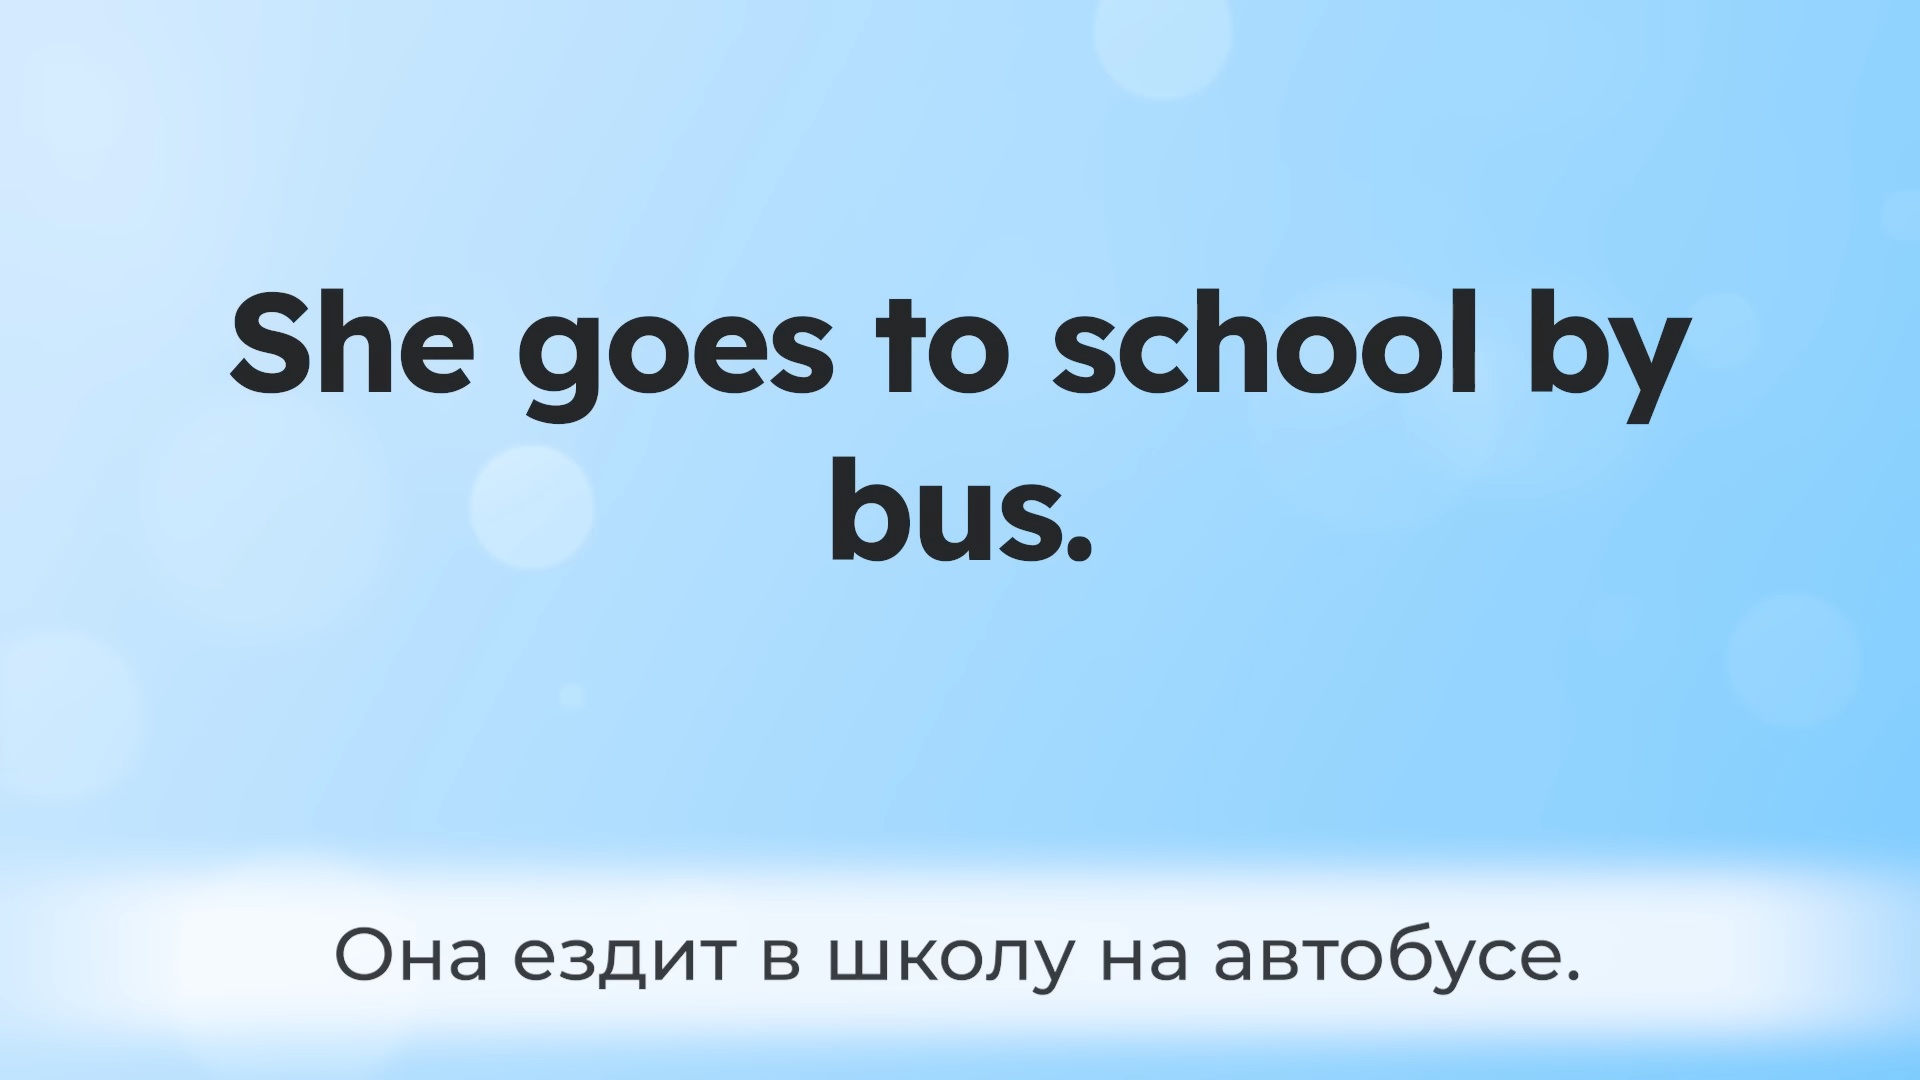 She goes to school by
bus.
Она ездит в школу на автобусе.